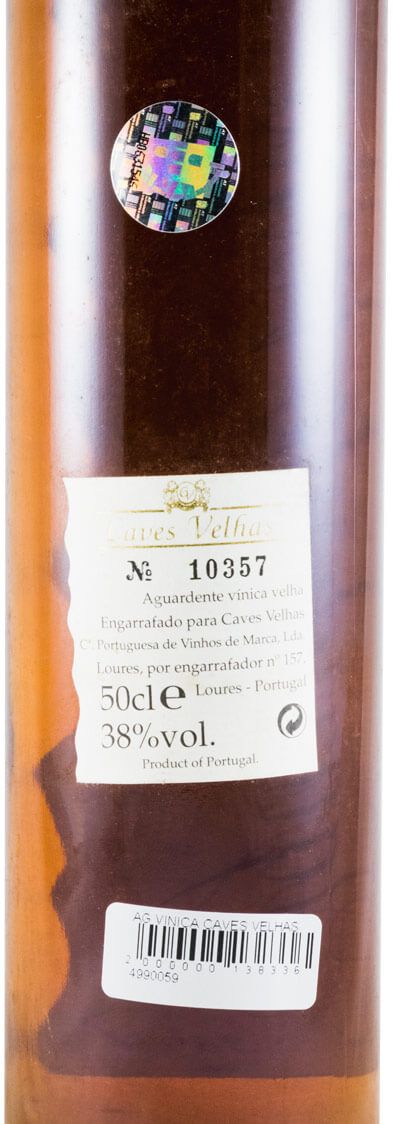 HB0631546
Caves Velhas
№ 10357
Aguardente vínica velha
Engarrafado para Caves Velhas
Cª. Portuguesa de Vinhos de Marca, Lda.
Loures, por engarrafador nº 157,
50cl e Loures - Portugal
38%vol.
Product of Portugal.
AG VINICA CAVES VELHAS
2 000000 138336
4990059